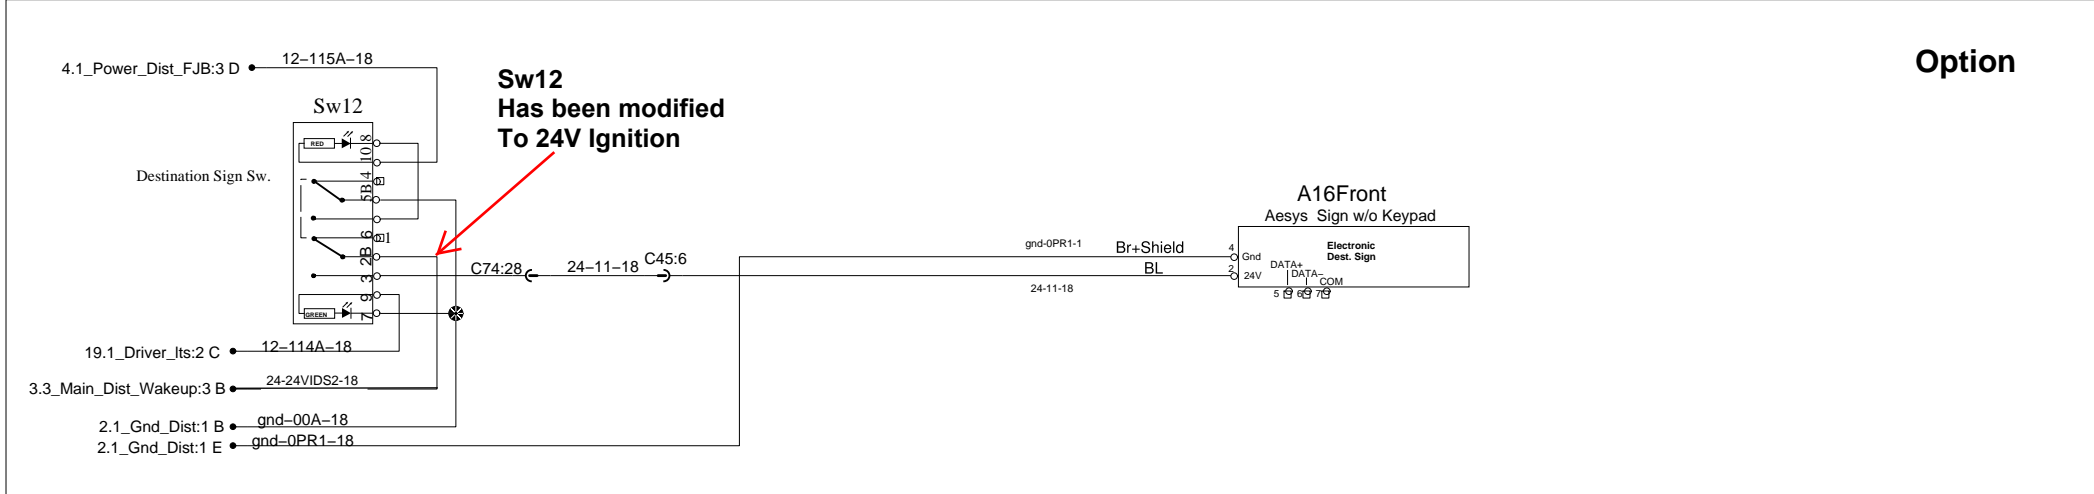 Option
4.1_Power_Dist_FJB:3 D
12-115A-18
Sw12
Has been modified
To 24V Ignition
Sw12
RED
8
10
Destination Sign Sw.
4
5B
6
1
2B
3
9
GREEN
7
C74:28
24-11-18
C45:6
gnd-0PR1-1
Br+Shield
BL
24-11-18
A16Front
Aesys Sign w/o Keypad
4
Gnd
2
24V
Electronic
Dest. Sign
DATA+
DATA-
COM
5
6
7
19.1_Driver_lts:2 C
12-114A-18
3.3_Main_Dist_Wakeup:3 B
24-24VIDS2-18
2.1_Gnd_Dist:1 B
gnd-00A-18
2.1_Gnd_Dist:1 E
gnd-0PR1-18